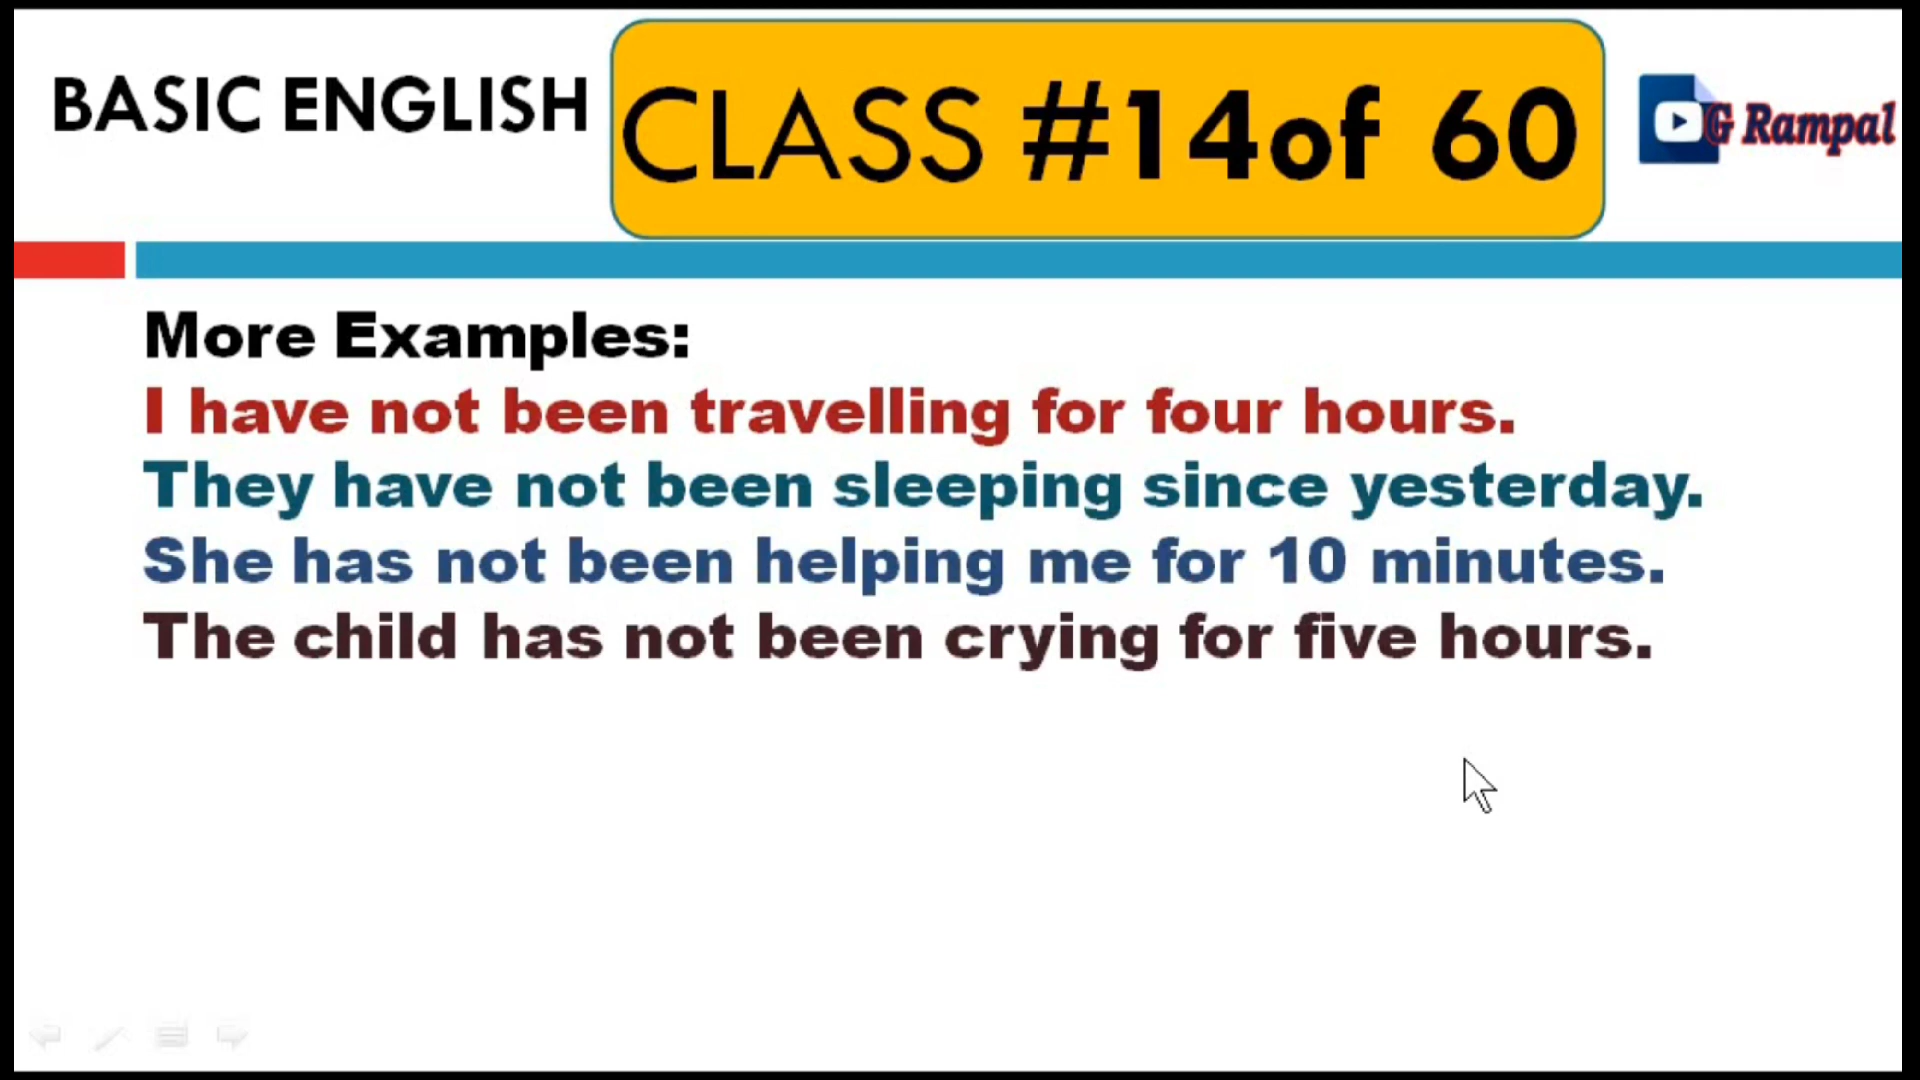 BASIC ENGLISH
CLASS #14of 60
G Rampal
More Examples:
I have not been travelling for four hours.
They have not been sleeping since yesterday.
She has not been helping me for 10 minutes.
The child has not been crying for five hours.